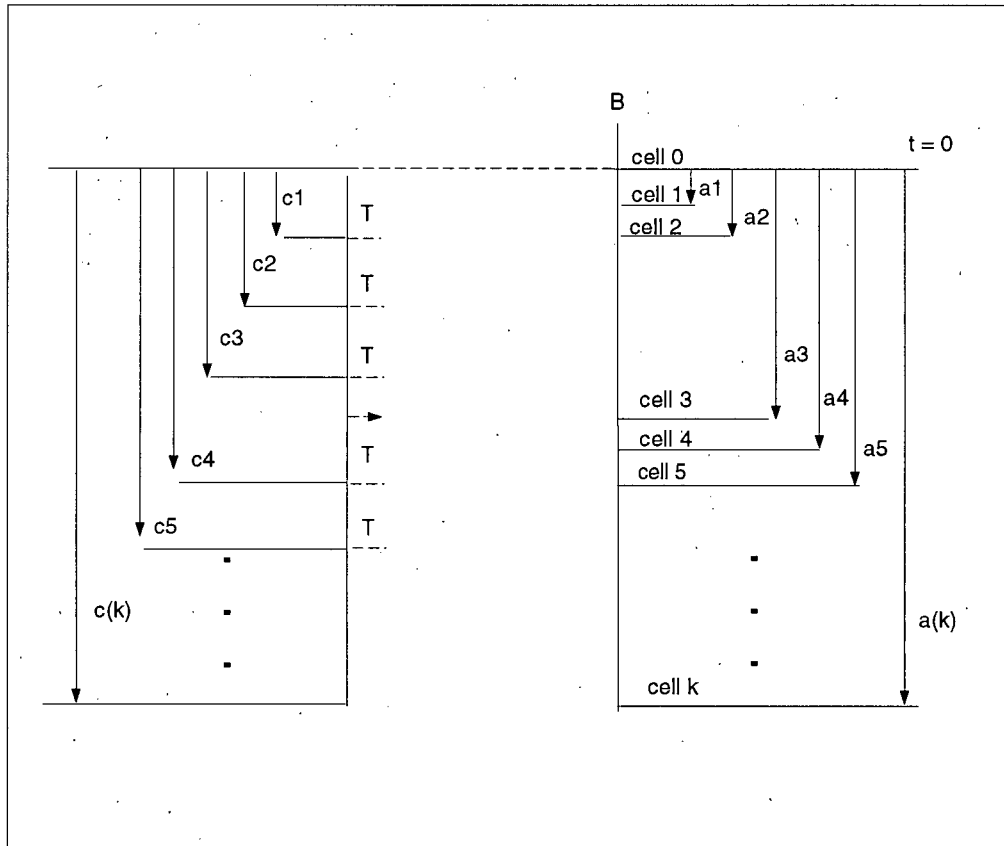 B
t = 0
cell 0
c1
a1
cell 1
T
a2
cell 2
c2
T
c3
T
a3
cell 3
a4
cell 4
c4
T
a5
cell 5
c5
T
c(k)
a(k)
cell k